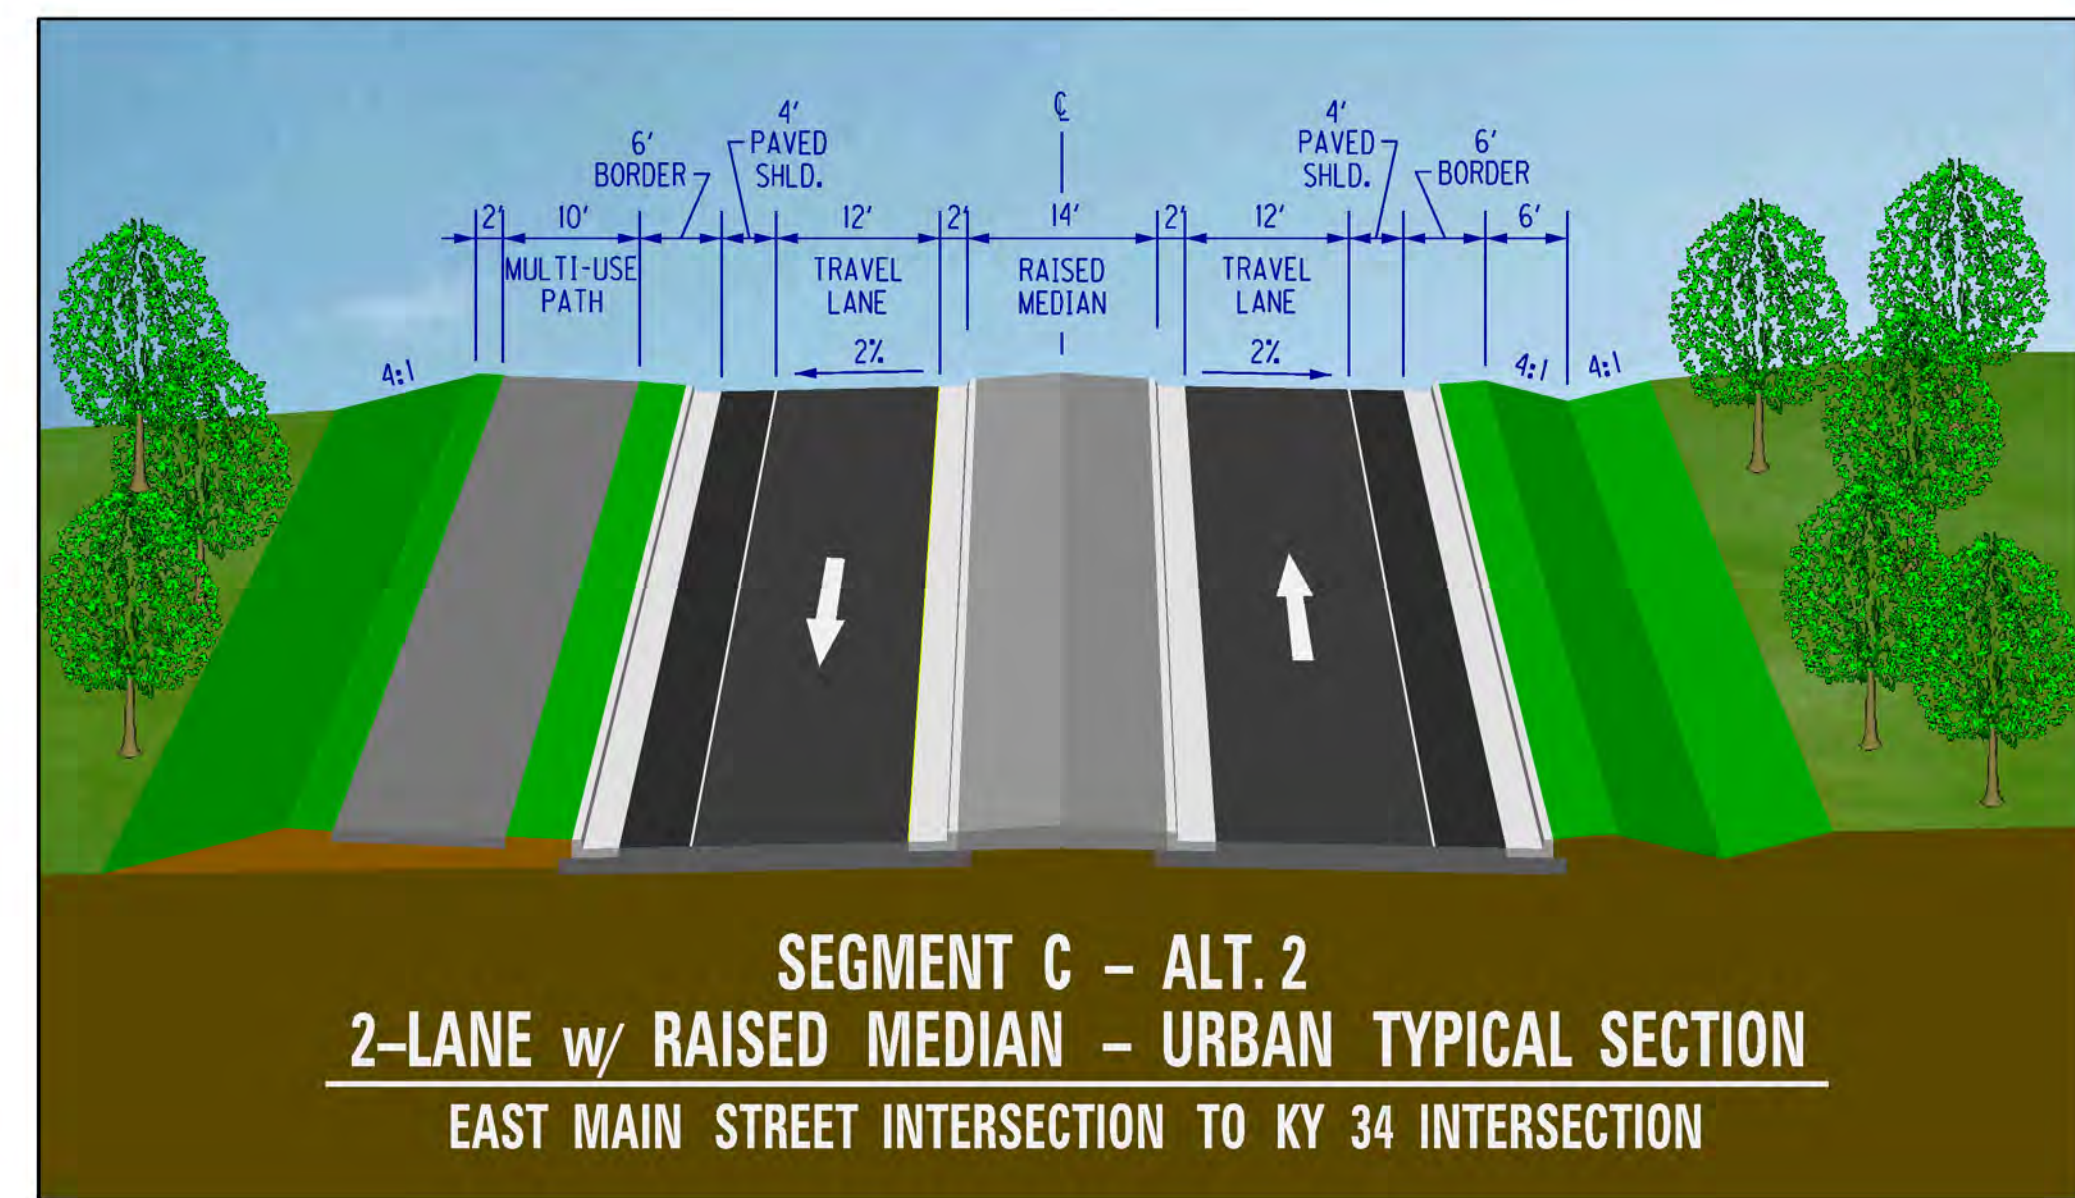 ℄
4' PAVED SHLD.
6' BORDER
4' PAVED SHLD.
6' BORDER
2' 10' 12' 2' 14' 2' 12' 6'
MULTI-USE PATH
TRAVEL LANE
RAISED MEDIAN
TRAVEL LANE
4:1 2% 2% 4:1 4:1
SEGMENT C – ALT. 2
2–LANE w/ RAISED MEDIAN – URBAN TYPICAL SECTION
EAST MAIN STREET INTERSECTION TO KY 34 INTERSECTION